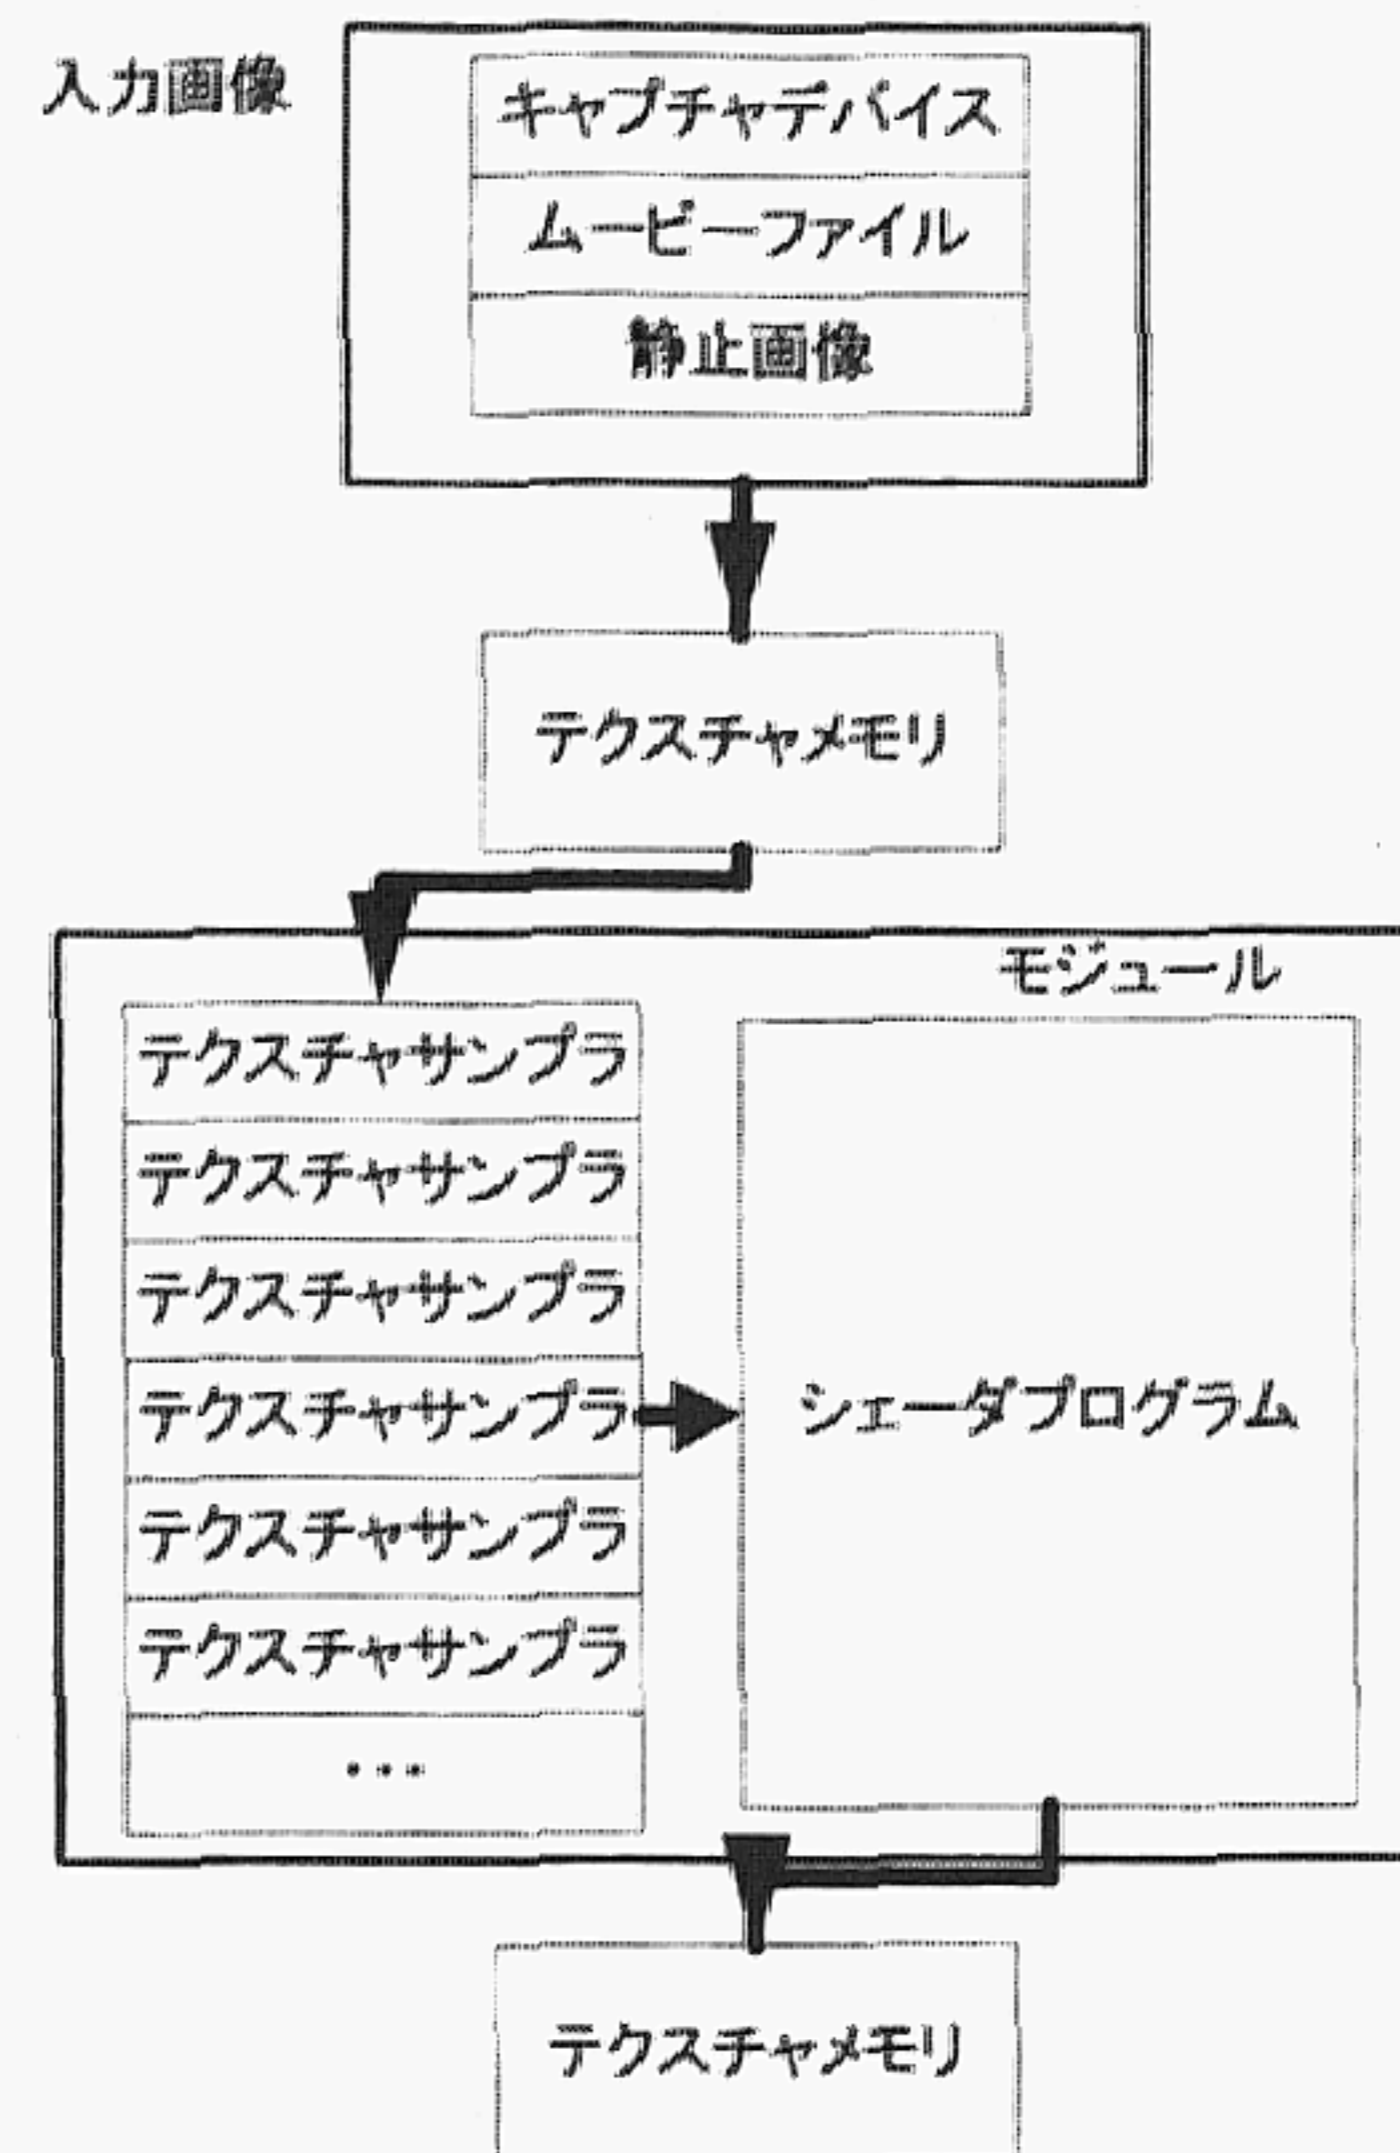 入力画像
キャプチャデバイス
ムービーファイル
静止画像
テクスチャメモリ
モジュール
テクスチャサンプラ
テクスチャサンプラ
テクスチャサンプラ
テクスチャサンプラ
シェーダプログラム
テクスチャサンプラ
テクスチャサンプラ
・・・
テクスチャメモリ